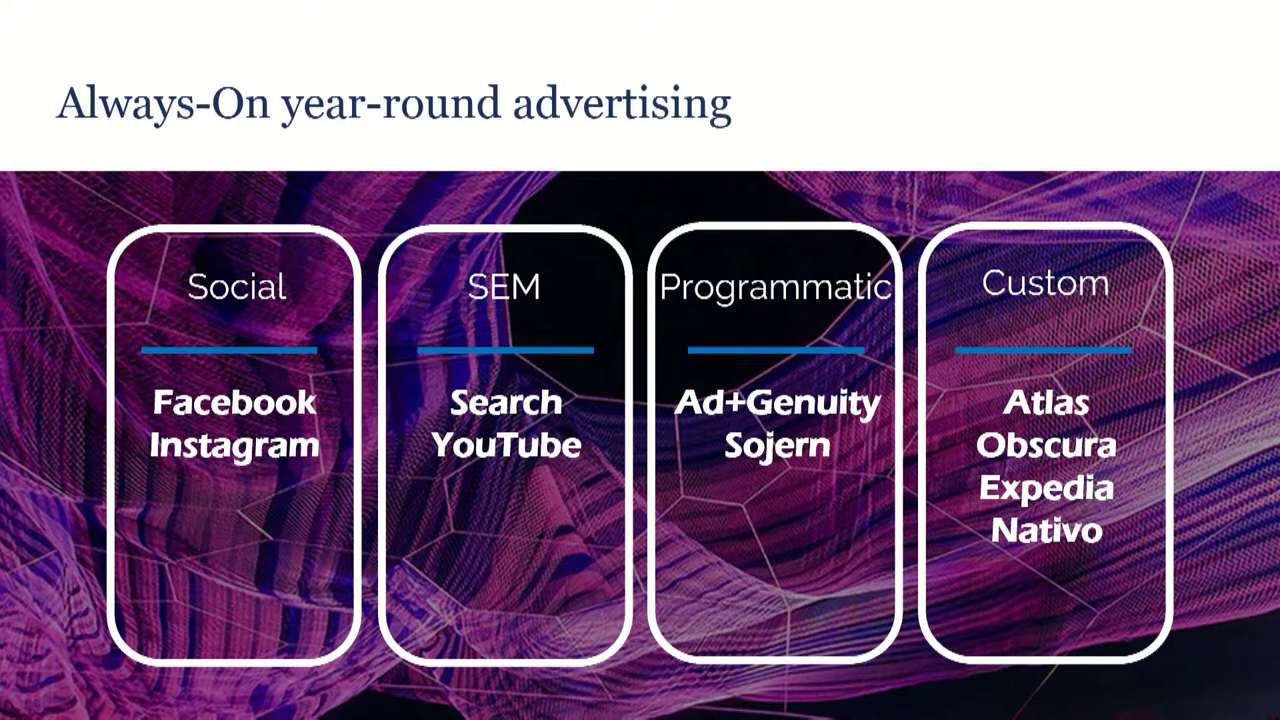 Always-On year-round advertising
Social
Facebook
Instagram
SEM
Search
YouTube
Programmatic
Ad+Genuity
Sojern
Custom
Atlas
Obscura
Expedia
Nativo